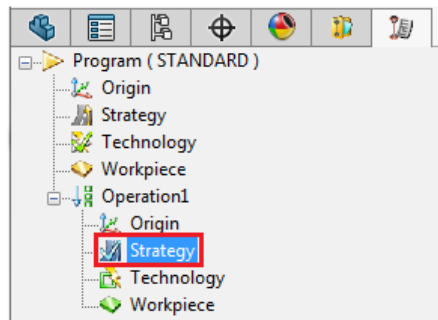 Program ( STANDARD )
Origin
Strategy
Technology
Workpiece
Operation1
Origin
Strategy
Technology
Workpiece